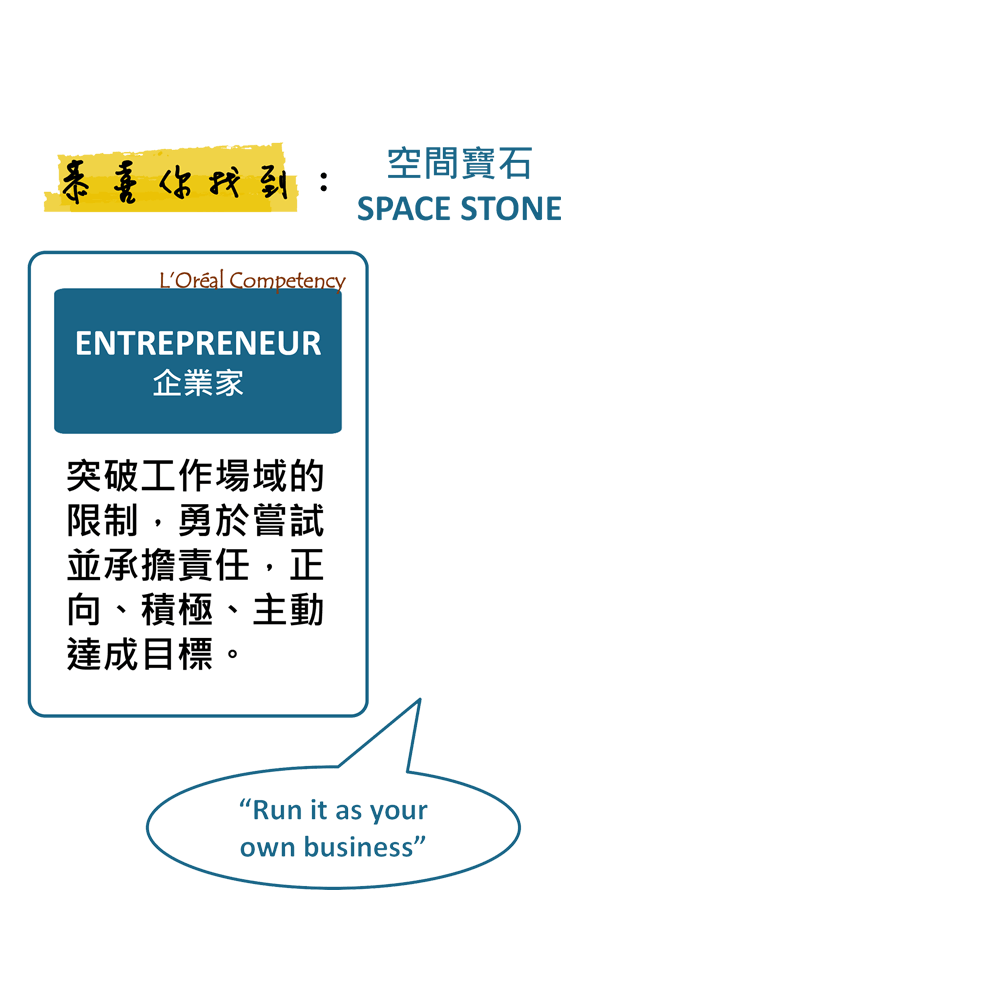 恭喜你找到：
空間寶石
SPACE STONE
L’Oréal Competency
ENTREPRENEUR
企業家
突破工作場域的
限制，勇於嘗試
並承擔責任，正
向、積極、主動
達成目標。
“Run it as your
own business”